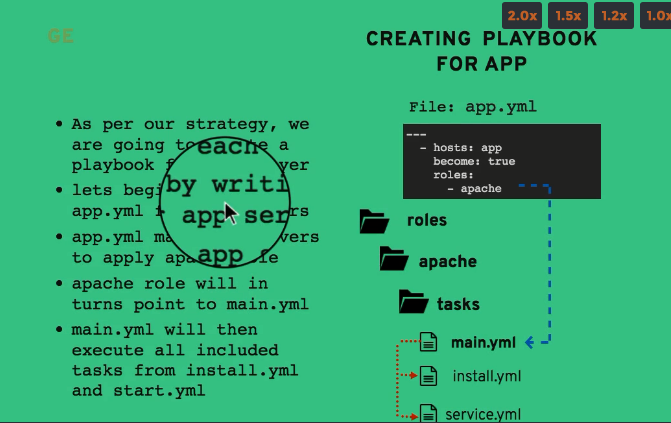 2.0x 1.5x 1.2x 1.0x
GE
CREATING PLAYBOOK
FOR APP
File: app.yml
---
- hosts: app
become: true
roles:
- apache
• As per our strategy, we
are going to each e a
playbook f yer
• lets begi by writi
app.yml app ser rs
• app.yml ma app vers
to apply apa e
• apache role will in
turns point to main.yml
• main.yml will then
execute all included
tasks from install.yml
and start.yml
roles
apache
tasks
main.yml
install.yml
service.yml